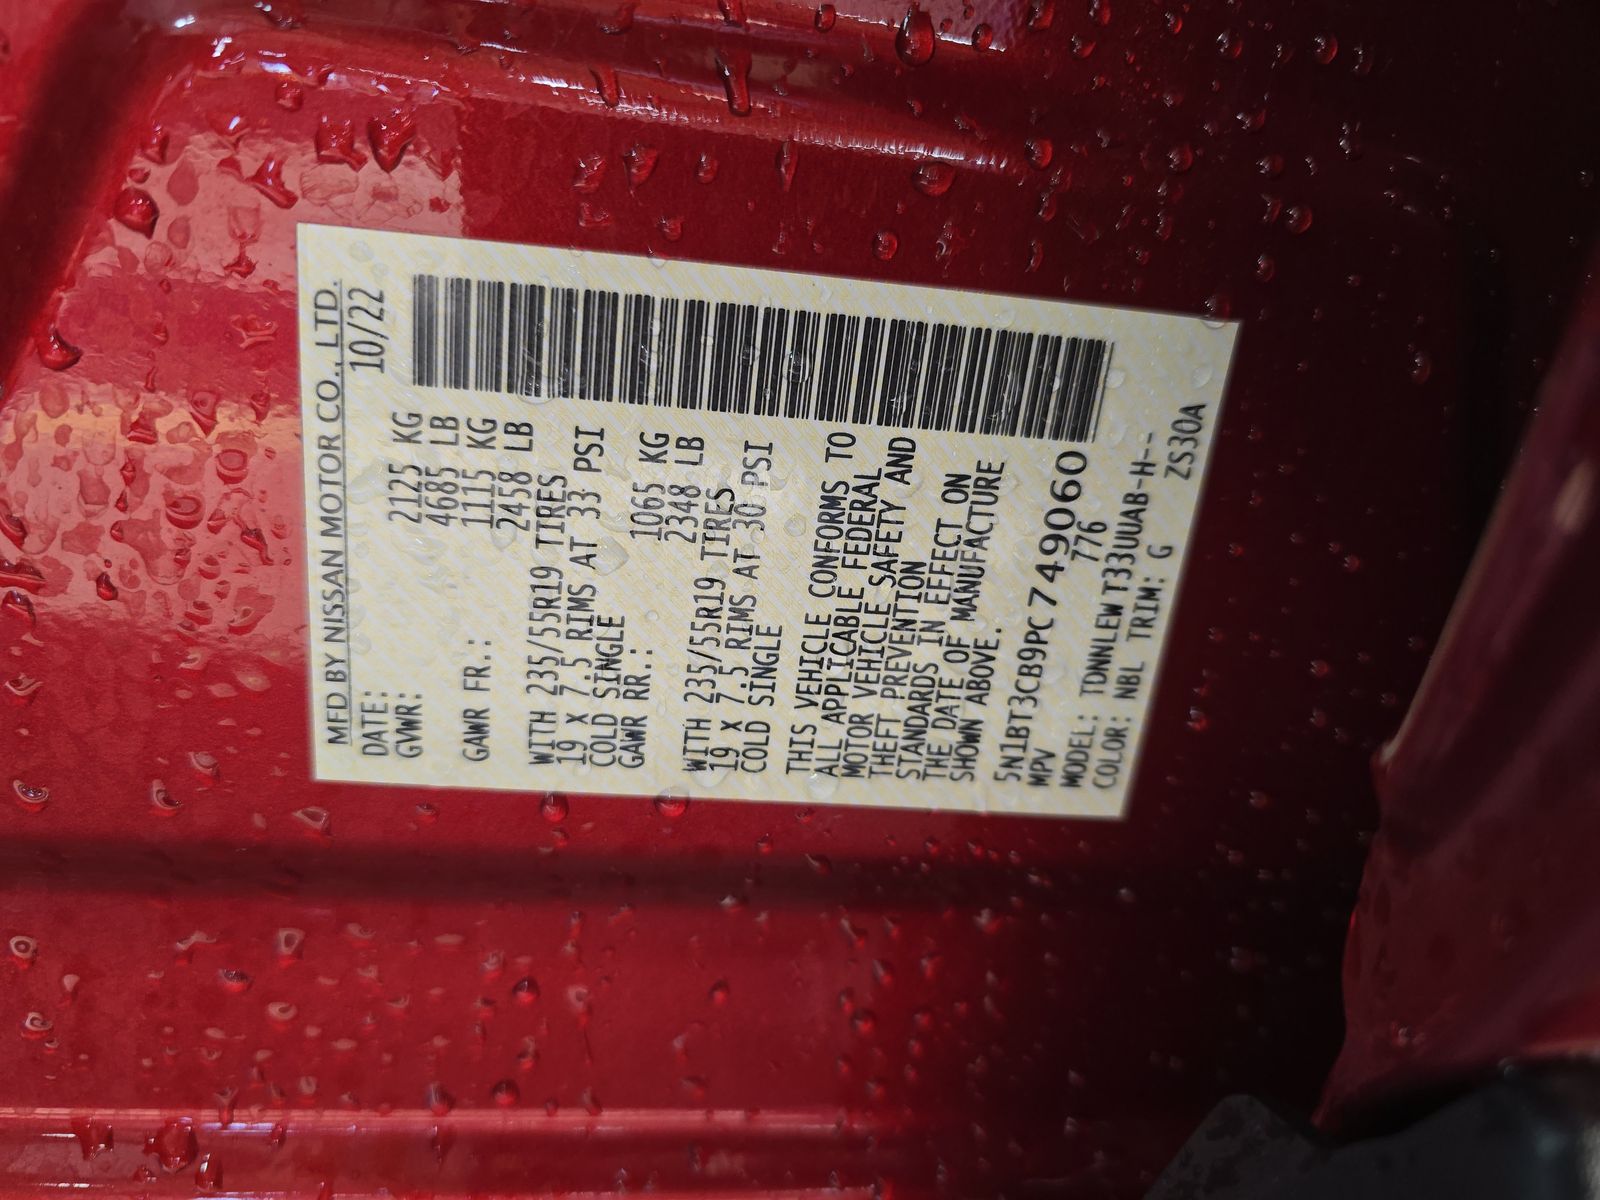 MFD BY NISSAN MOTOR CO., LTD.
DATE: 10/22
GVWR: 2125 KG
4685 LB
GAWR FR.: 1115 KG
2458 LB
WITH 235/55R19 TIRES
19 X 7.5 RIMS AT 33 PSI
COLD SINGLE
GAWR RR.: 1065 KG
2348 LB
WITH 235/55R19 TIRES
19 X 7.5 RIMS AT 30 PSI
COLD SINGLE
THIS VEHICLE CONFORMS TO
ALL APPLICABLE FEDERAL
MOTOR VEHICLE SAFETY AND
THEFT PREVENTION
STANDARDS IN EFFECT ON
THE DATE OF MANUFACTURE
SHOWN ABOVE.
5N1BT3CB9PC749060
MPV 776
MODEL: TDNNLEWT33UUAB-H--
COLOR: NBL TRIM: G ZS30A